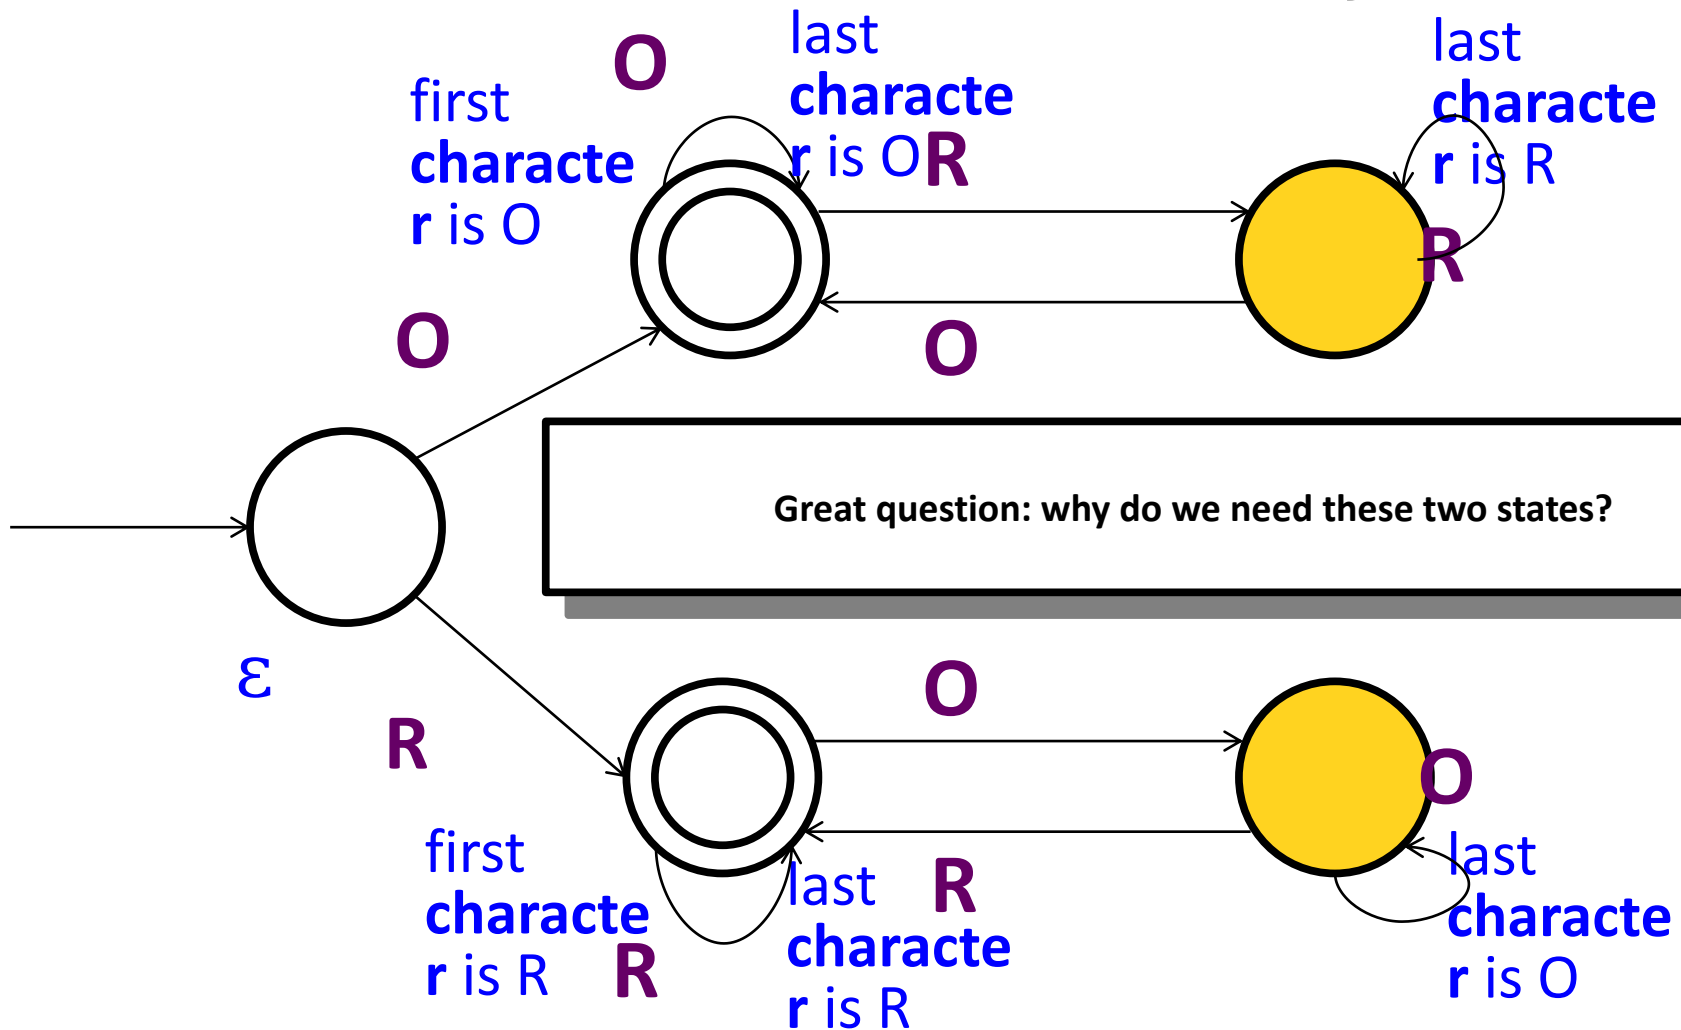 O
last
characte
r is O
last
characte
r is R
first
characte
r is O
R
R
O
O
Great question: why do we need these two states?
ε
O
R
O
first
characte
r is R
R
last
characte
r is R
R
last
characte
r is O